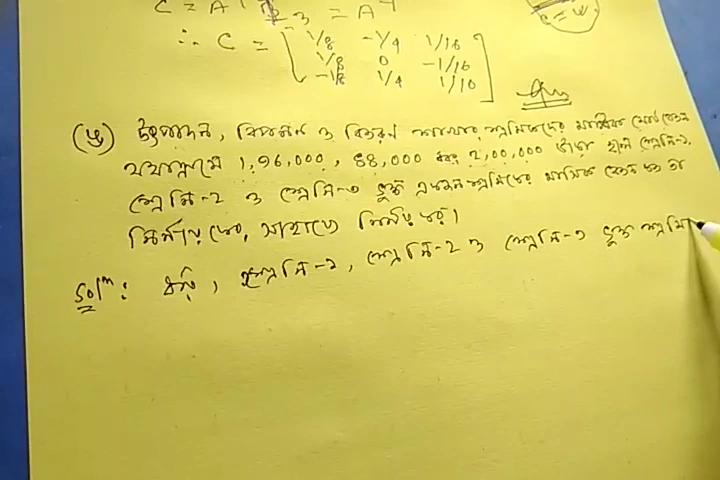 ∴ C = [ 1/8 -1/4 1/16
1/8 0 -1/16
-1/8 1/4 1/10 ]
উৎপাদন, বিপণন ও বিতরণ শাখার শ্রমিকদের মাসিক মোট বেতন
যথাক্রমে 1,96,000, 88,000 এবং 2,00,000 টাকা হলে শ্রেণি-১,
শ্রেণি-২ ও শ্রেণি-৩ ভুক্ত একজন শ্রমিকের মাসিক বেতন কত তা
নির্ণয় কর।
Solⁿ: ধরি, শ্রেণি-১, শ্রেণি-২ ও শ্রেণি-৩ ভুক্ত শ্রমি